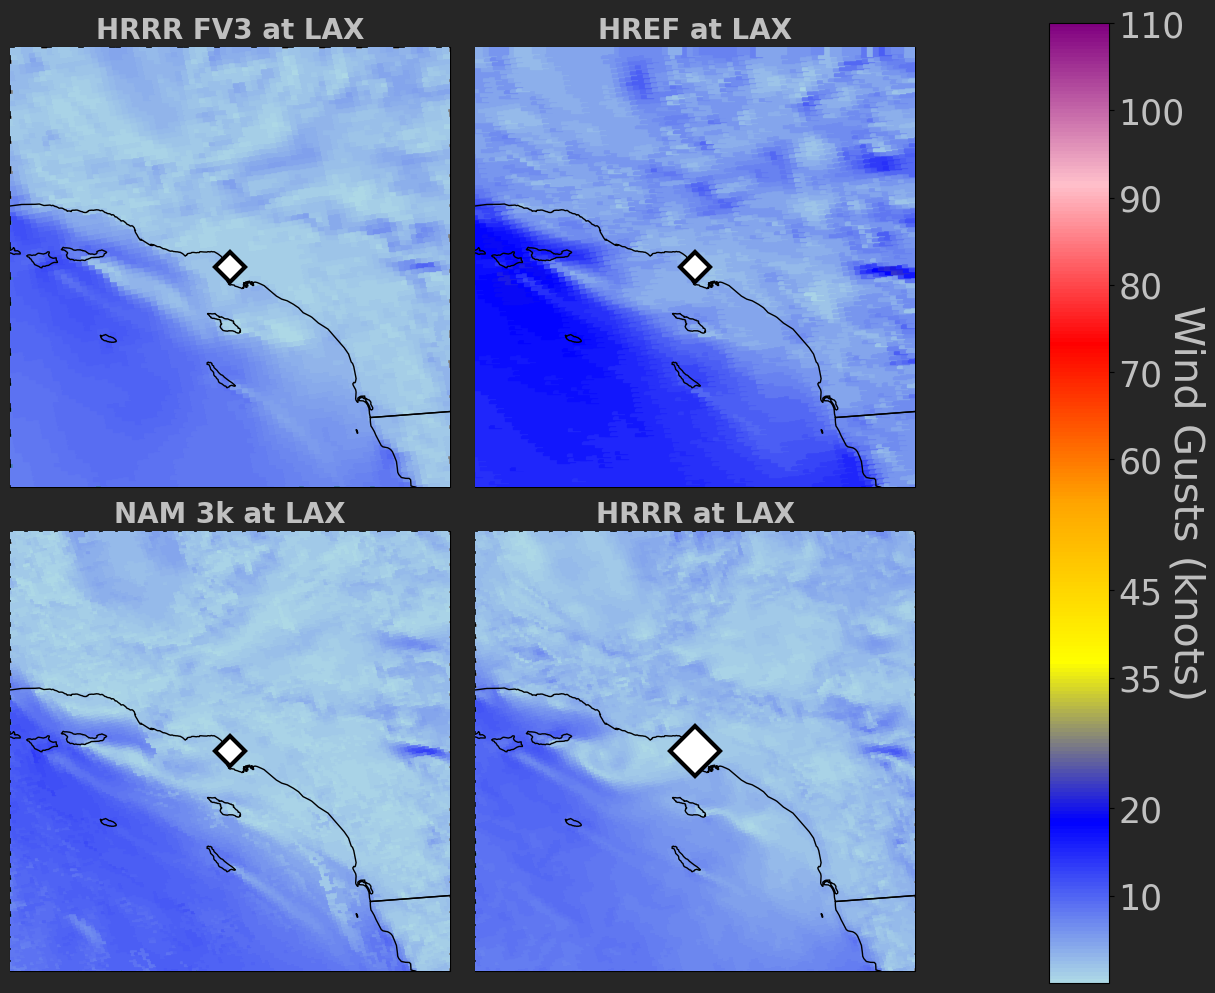 HRRR FV3 at LAX
HREF at LAX
NAM 3k at LAX
HRRR at LAX
110
100
90
80
70
60
45
35
20
10
Wind Gusts (knots)